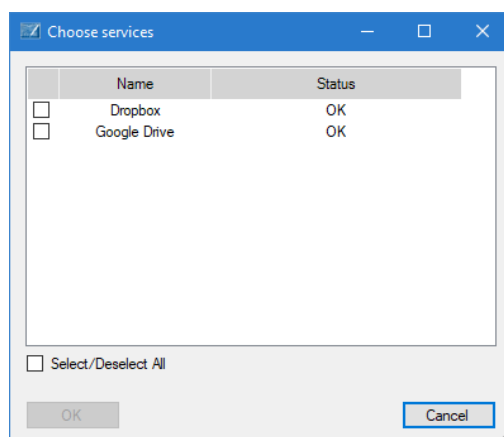 Choose services
Name Status
Dropbox OK
Google Drive OK
Select/Deselect All
OK Cancel